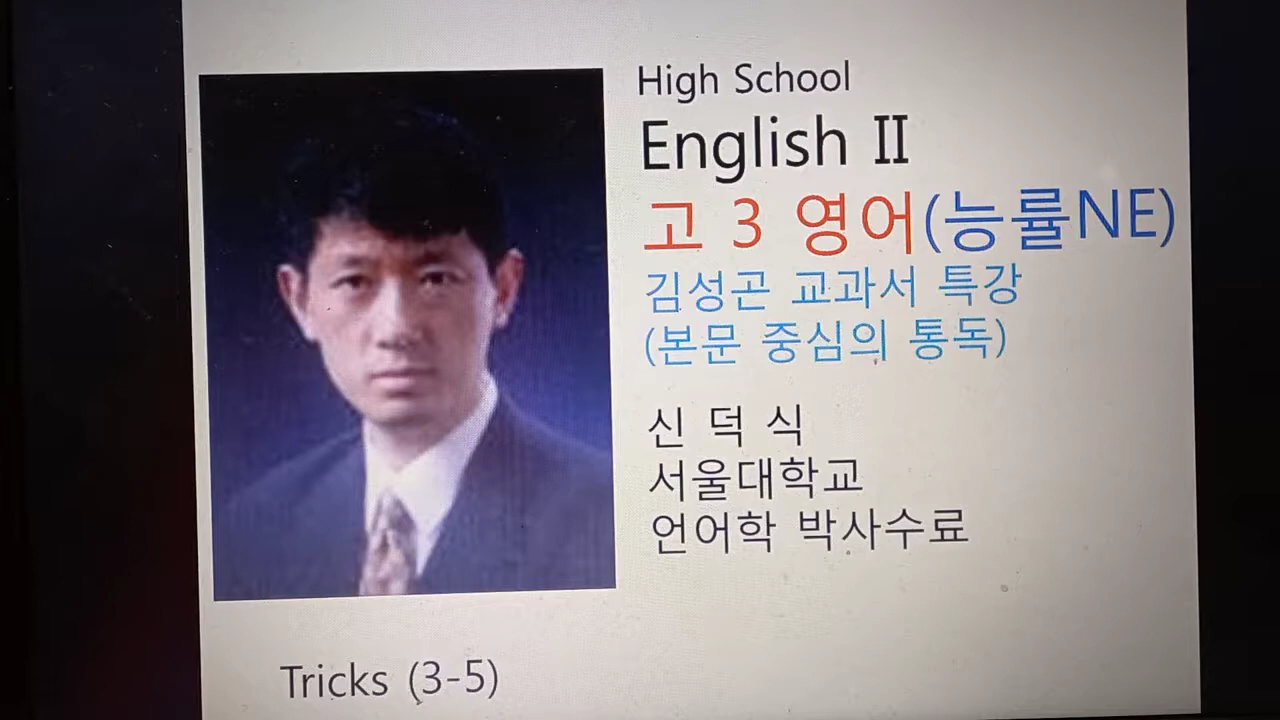 High School
English II
고 3 영어(능률NE)
김성곤 교과서 특강
(본문 중심의 통독)
신 덕 식
서울대학교
언어학 박사수료
Tricks (3-5)